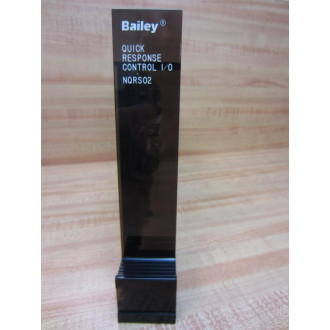 Bailey®
QUICK
RESPONSE
CONTROL I/O
NQRS02